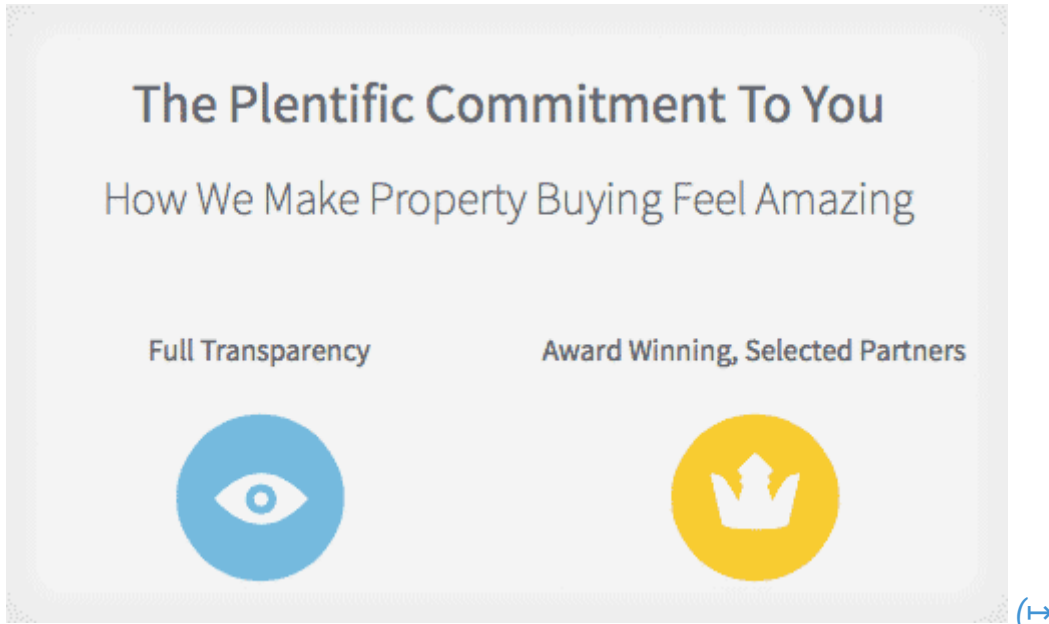 The Plentific Commitment To You
How We Make Property Buying Feel Amazing
Full Transparency
Award Winning, Selected Partners